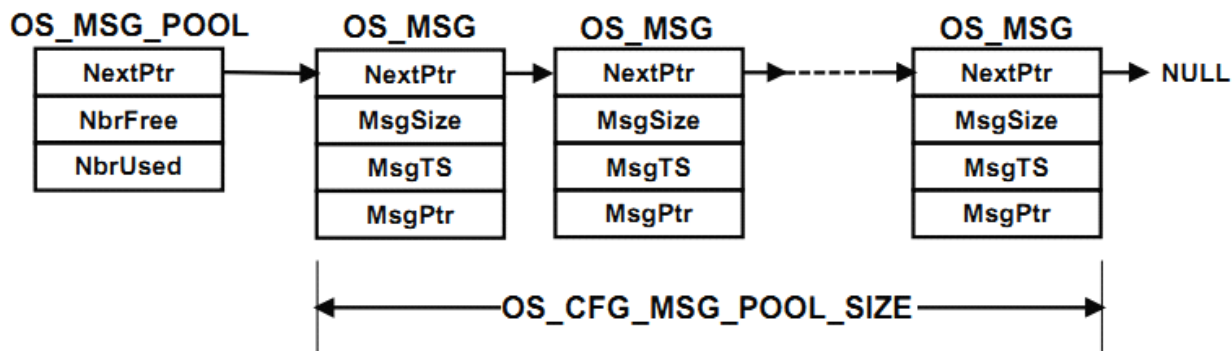 OS_MSG_POOL OS_MSG OS_MSG OS_MSG
NextPtr NextPtr NextPtr NextPtr NULL
NbrFree MsgSize MsgSize MsgSize
NbrUsed MsgTS MsgTS MsgTS
MsgPtr MsgPtr MsgPtr
OS_CFG_MSG_POOL_SIZE